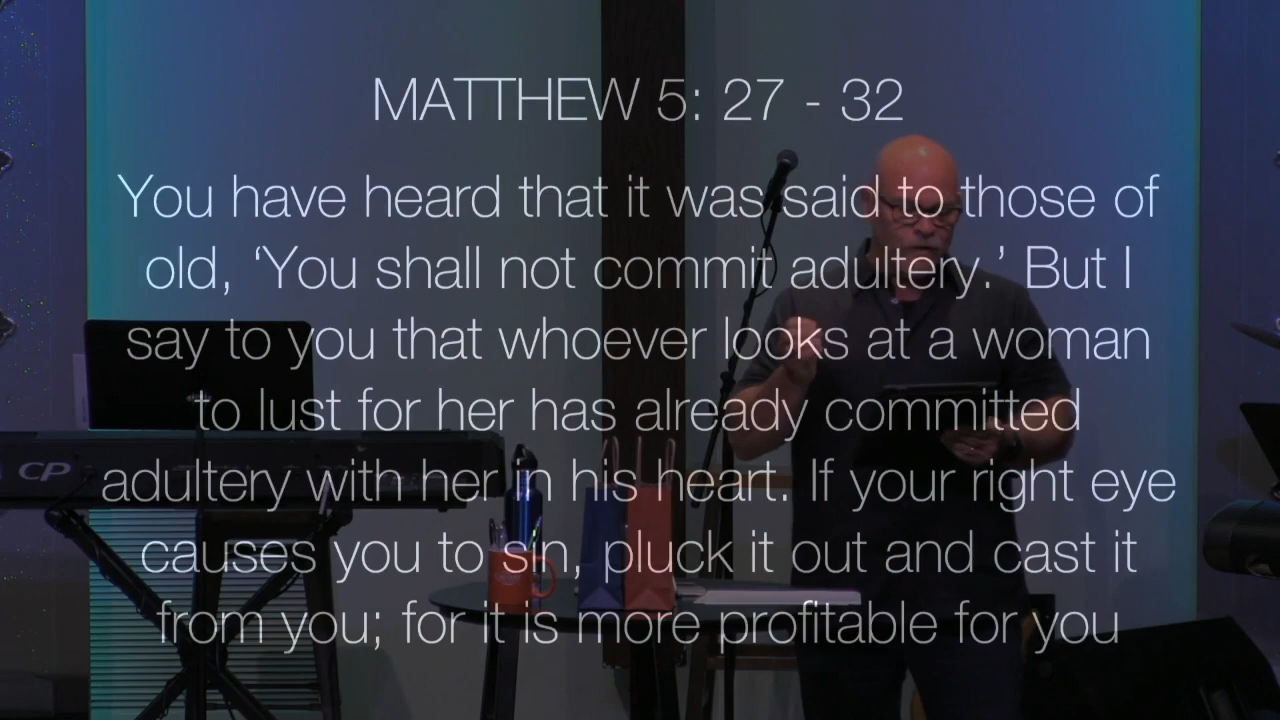 MATTHEW 5: 27 - 32
You have heard that it was said to those of
old, ‘You shall not commit adultery.’ But I
say to you that whoever looks at a woman
to lust for her has already committed
adultery with her in his heart. If your right eye
causes you to sin, pluck it out and cast it
from you; for it is more profitable for you
CP